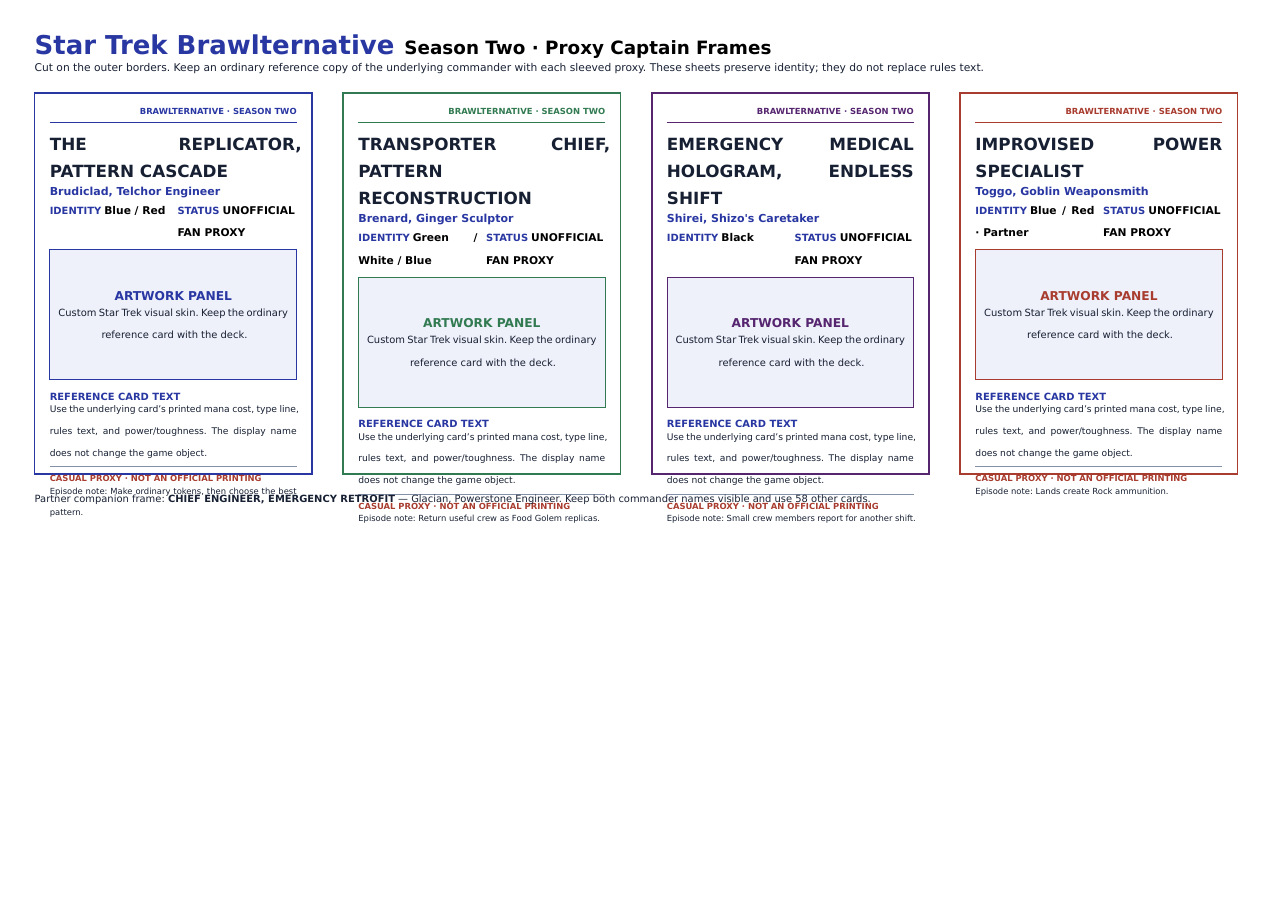 Star Trek Brawlternative Season Two · Proxy Captain Frames
Cut on the outer borders. Keep an ordinary reference copy of the underlying commander with each sleeved proxy. These sheets preserve identity; they do not replace rules text.
BRAWLTERNATIVE · SEASON TWO
THE REPLICATOR,
PATTERN CASCADE
Brudiclad, Telchor Engineer
IDENTITY Blue / Red STATUS UNOFFICIAL
FAN PROXY
ARTWORK PANEL
Custom Star Trek visual skin. Keep the ordinary
reference card with the deck.
REFERENCE CARD TEXT
Use the underlying card’s printed mana cost, type line,
rules text, and power/toughness. The display name
does not change the game object.
CASUAL PROXY · NOT AN OFFICIAL PRINTING
Episode note: Make ordinary tokens, then choose the best
pattern.
BRAWLTERNATIVE · SEASON TWO
TRANSPORTER CHIEF,
PATTERN
RECONSTRUCTION
Brenard, Ginger Sculptor
IDENTITY Green / STATUS UNOFFICIAL
White / Blue FAN PROXY
ARTWORK PANEL
Custom Star Trek visual skin. Keep the ordinary
reference card with the deck.
REFERENCE CARD TEXT
Use the underlying card’s printed mana cost, type line,
rules text, and power/toughness. The display name
does not change the game object.
CASUAL PROXY · NOT AN OFFICIAL PRINTING
Episode note: Return useful crew as Food Golem replicas.
BRAWLTERNATIVE · SEASON TWO
EMERGENCY MEDICAL
HOLOGRAM, ENDLESS
SHIFT
Shirei, Shizo's Caretaker
IDENTITY Black STATUS UNOFFICIAL
FAN PROXY
ARTWORK PANEL
Custom Star Trek visual skin. Keep the ordinary
reference card with the deck.
REFERENCE CARD TEXT
Use the underlying card’s printed mana cost, type line,
rules text, and power/toughness. The display name
does not change the game object.
CASUAL PROXY · NOT AN OFFICIAL PRINTING
Episode note: Small crew members report for another shift.
BRAWLTERNATIVE · SEASON TWO
IMPROVISED POWER
SPECIALIST
Toggo, Goblin Weaponsmith
IDENTITY Blue / Red STATUS UNOFFICIAL
· Partner FAN PROXY
ARTWORK PANEL
Custom Star Trek visual skin. Keep the ordinary
reference card with the deck.
REFERENCE CARD TEXT
Use the underlying card’s printed mana cost, type line,
rules text, and power/toughness. The display name
does not change the game object.
CASUAL PROXY · NOT AN OFFICIAL PRINTING
Episode note: Lands create Rock ammunition.
Partner companion frame: CHIEF ENGINEER, EMERGENCY RETROFIT — Glacian, Powerstone Engineer. Keep both commander names visible and use 58 other cards.